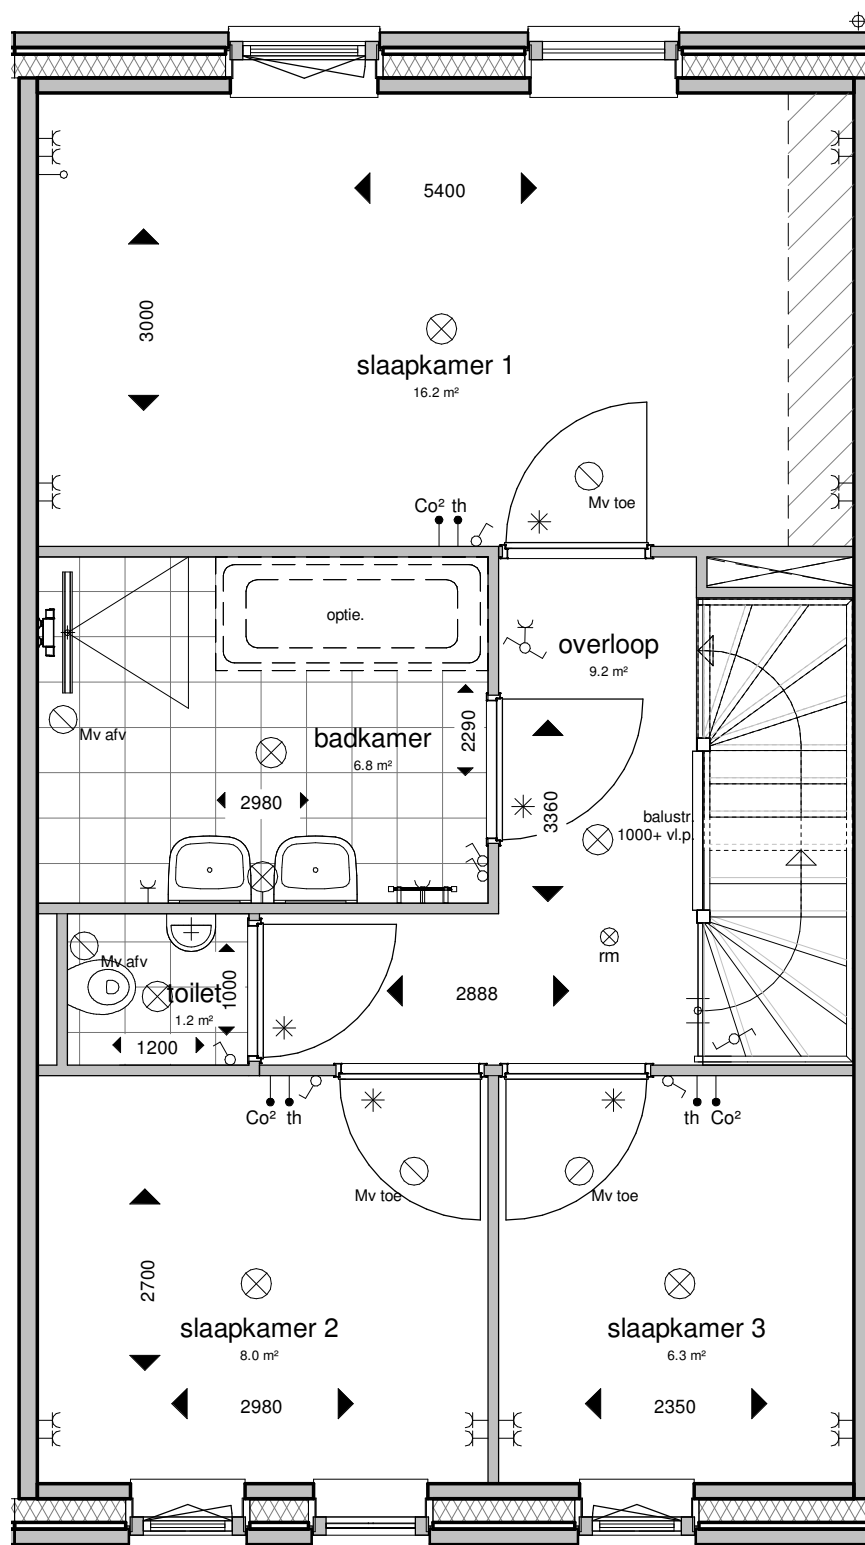 5400
3000
slaapkamer 1
16.2 m²
Co² th
Mv toe
optie.
overloop
9.2 m²
2290
Mv afv
badkamer
6.8 m²
2980
3360
balustr.
1000+ vl.p.
Mv afv
toilet
1.2 m²
1000
1200
rm
2888
Co² th
th Co²
Mv toe
Mv toe
2700
slaapkamer 2
8.0 m²
slaapkamer 3
6.3 m²
2980
2350